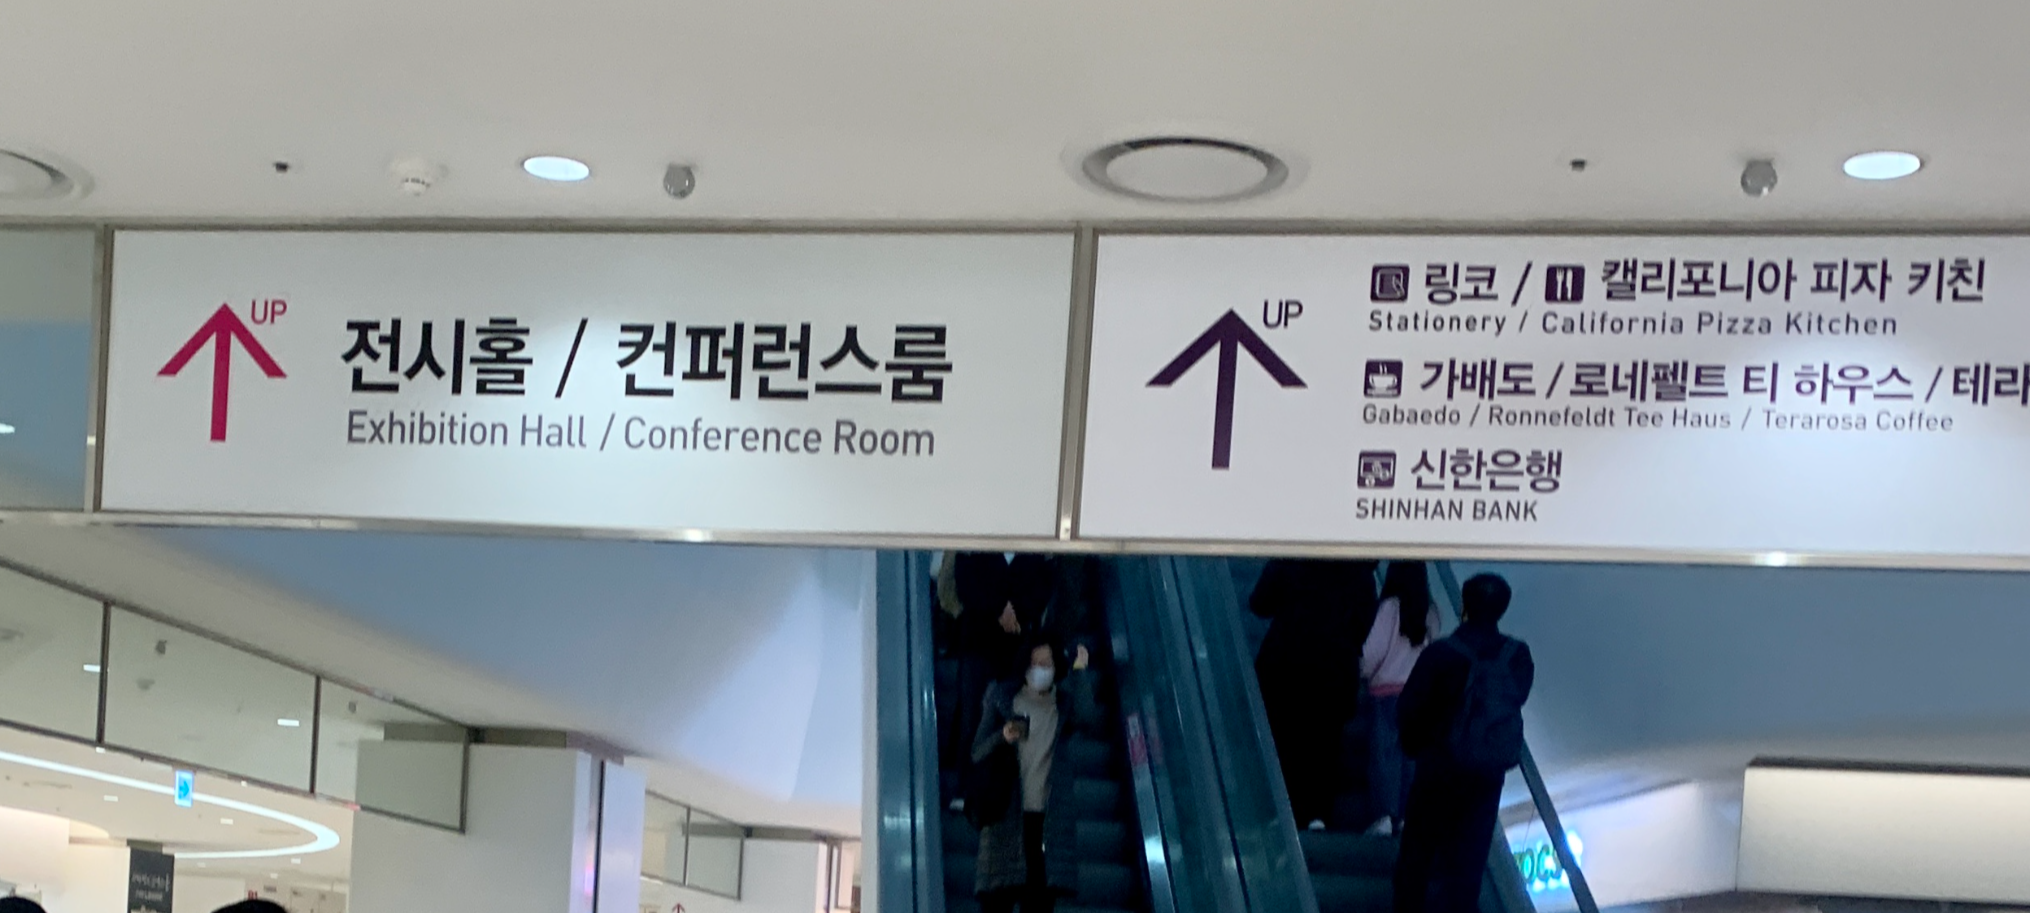 UP
전시홀 / 컨퍼런스룸
Exhibition Hall / Conference Room
UP
링코 / 캘리포니아 피자 키친
Stationery / California Pizza Kitchen
가배도 / 로네펠트 티 하우스 / 테라
Gabaedo / Ronnefeldt Tee Haus / Terarosa Coffee
신한은행
SHINHAN BANK